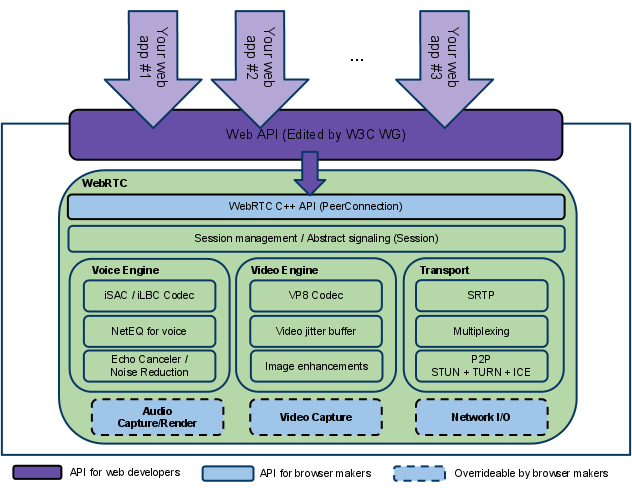 Your web
app #1
Your web
app #2
...
Your web
app #3
Web API (Edited by W3C WG)
WebRTC
WebRTC C++ API (PeerConnection)
Session management / Abstract signaling (Session)
Voice Engine
iSAC / iLBC Codec
NetEQ for voice
Echo Canceler /
Noise Reduction
Video Engine
VP8 Codec
Video jitter buffer
Image enhancements
Transport
SRTP
Multiplexing
P2P
STUN + TURN + ICE
Audio
Capture/Render
Video Capture
Network I/O
API for web developers
API for browser makers
Overrideable by browser makers